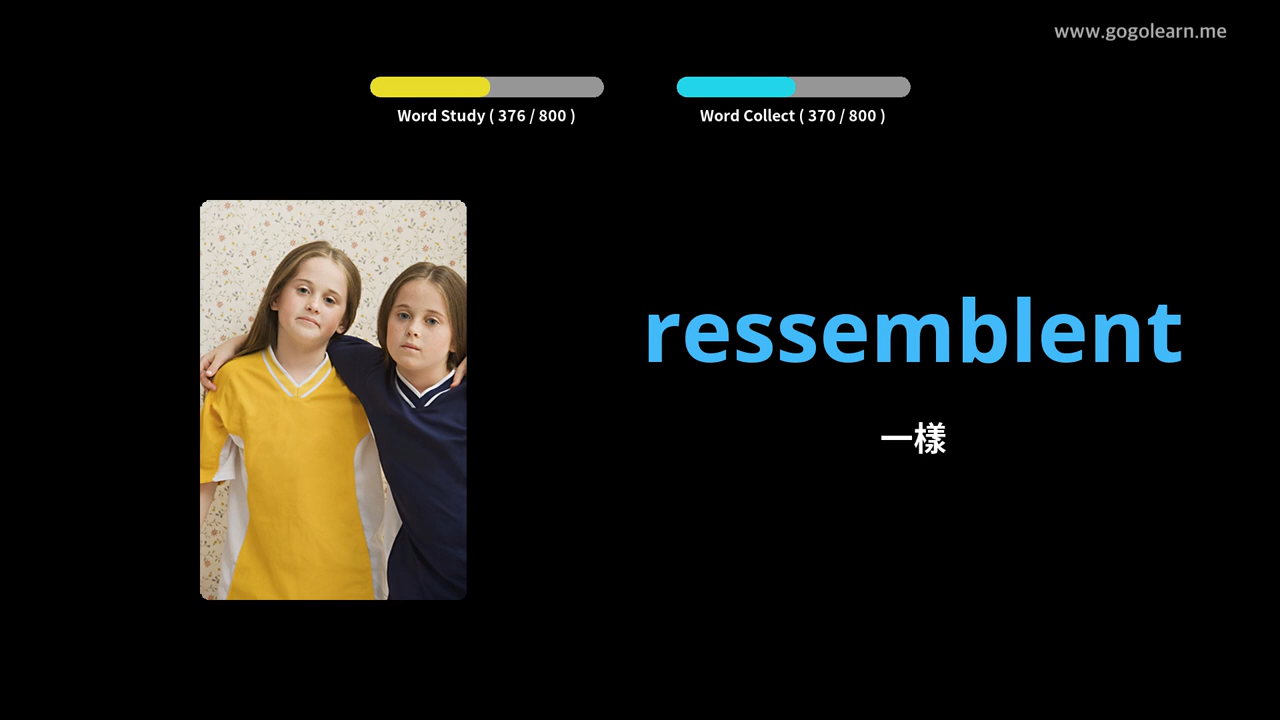 www.gogolearn.me
Word Study ( 376 / 800 )
Word Collect ( 370 / 800 )
ressemblent
一樣